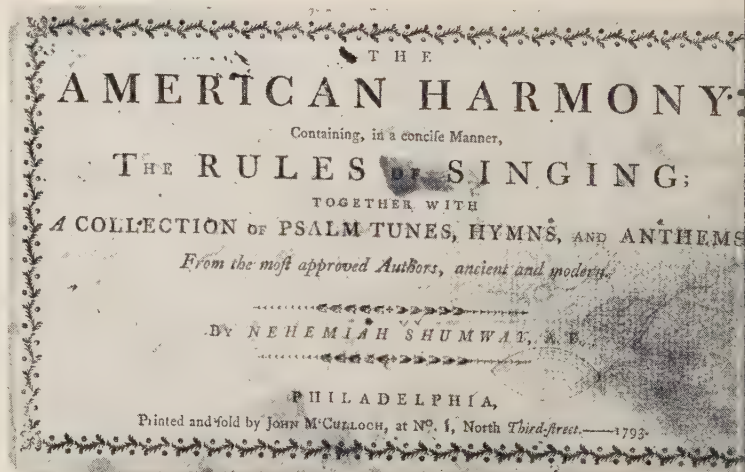 THE
AMERICAN HARMONY
Containing, in a concise Manner,
THE RULES OF SINGING;
TOGETHER WITH
A COLLECTION OF PSALM TUNES, HYMNS, AND ANTHEMS
From the most approved Authors, ancient and modern.
BY NEHEMIAH SHUMWAY, A. B.
PHILADELPHIA,
Printed and sold by JOHN M'CULLOCH, at No. 1, North Third-street.——1793.